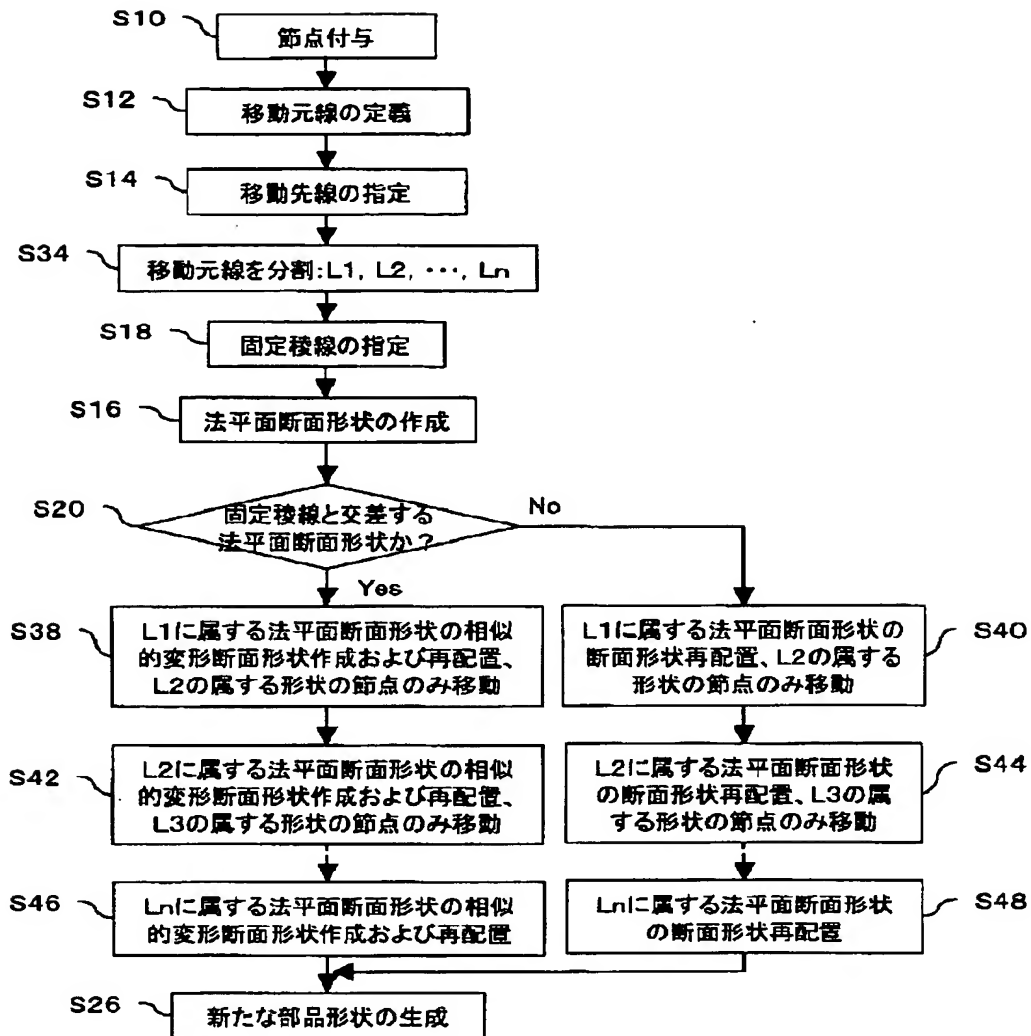 S10
節点付与
S12
移動元線の定義
S14
移動先線の指定
S34
移動元線を分割:L1, L2, ・・・, Ln
S18
固定稜線の指定
S16
法平面断面形状の作成
S20
固定稜線と交差する
法平面断面形状か?
No
Yes
S38
L1に属する法平面断面形状の相似
的変形断面形状作成および再配置、
L2の属する形状の節点のみ移動
L1に属する法平面断面形状の
断面形状再配置、L2の属する
形状の節点のみ移動
S40
S42
L2に属する法平面断面形状の相似
的変形断面形状作成および再配置、
L3の属する形状の節点のみ移動
L2に属する法平面断面形状
の断面形状再配置、L3の属
する形状の節点のみ移動
S44
S46
Lnに属する法平面断面形状の相似
的変形断面形状作成および再配置
Lnに属する法平面断面形状
の断面形状再配置
S48
S26
新たな部品形状の生成